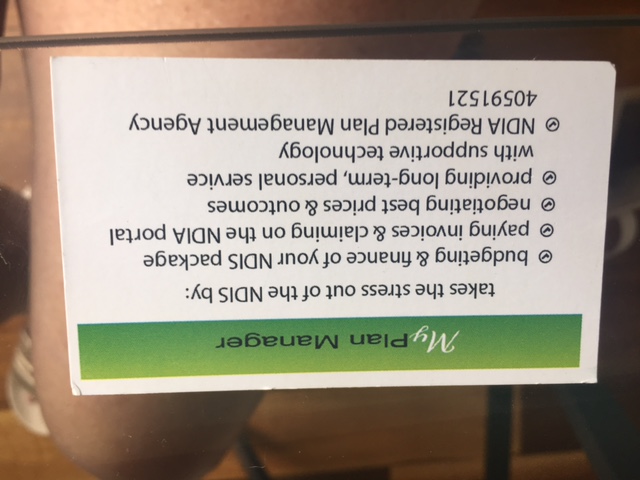 My Plan Manager
takes the stress out of the NDIS by:
budgeting & finance of your NDIS package
paying invoices & claiming on the NDIA portal
negotiating best prices & outcomes
providing long-term, personal service
with supportive technology
NDIA Registered Plan Management Agency
40591521